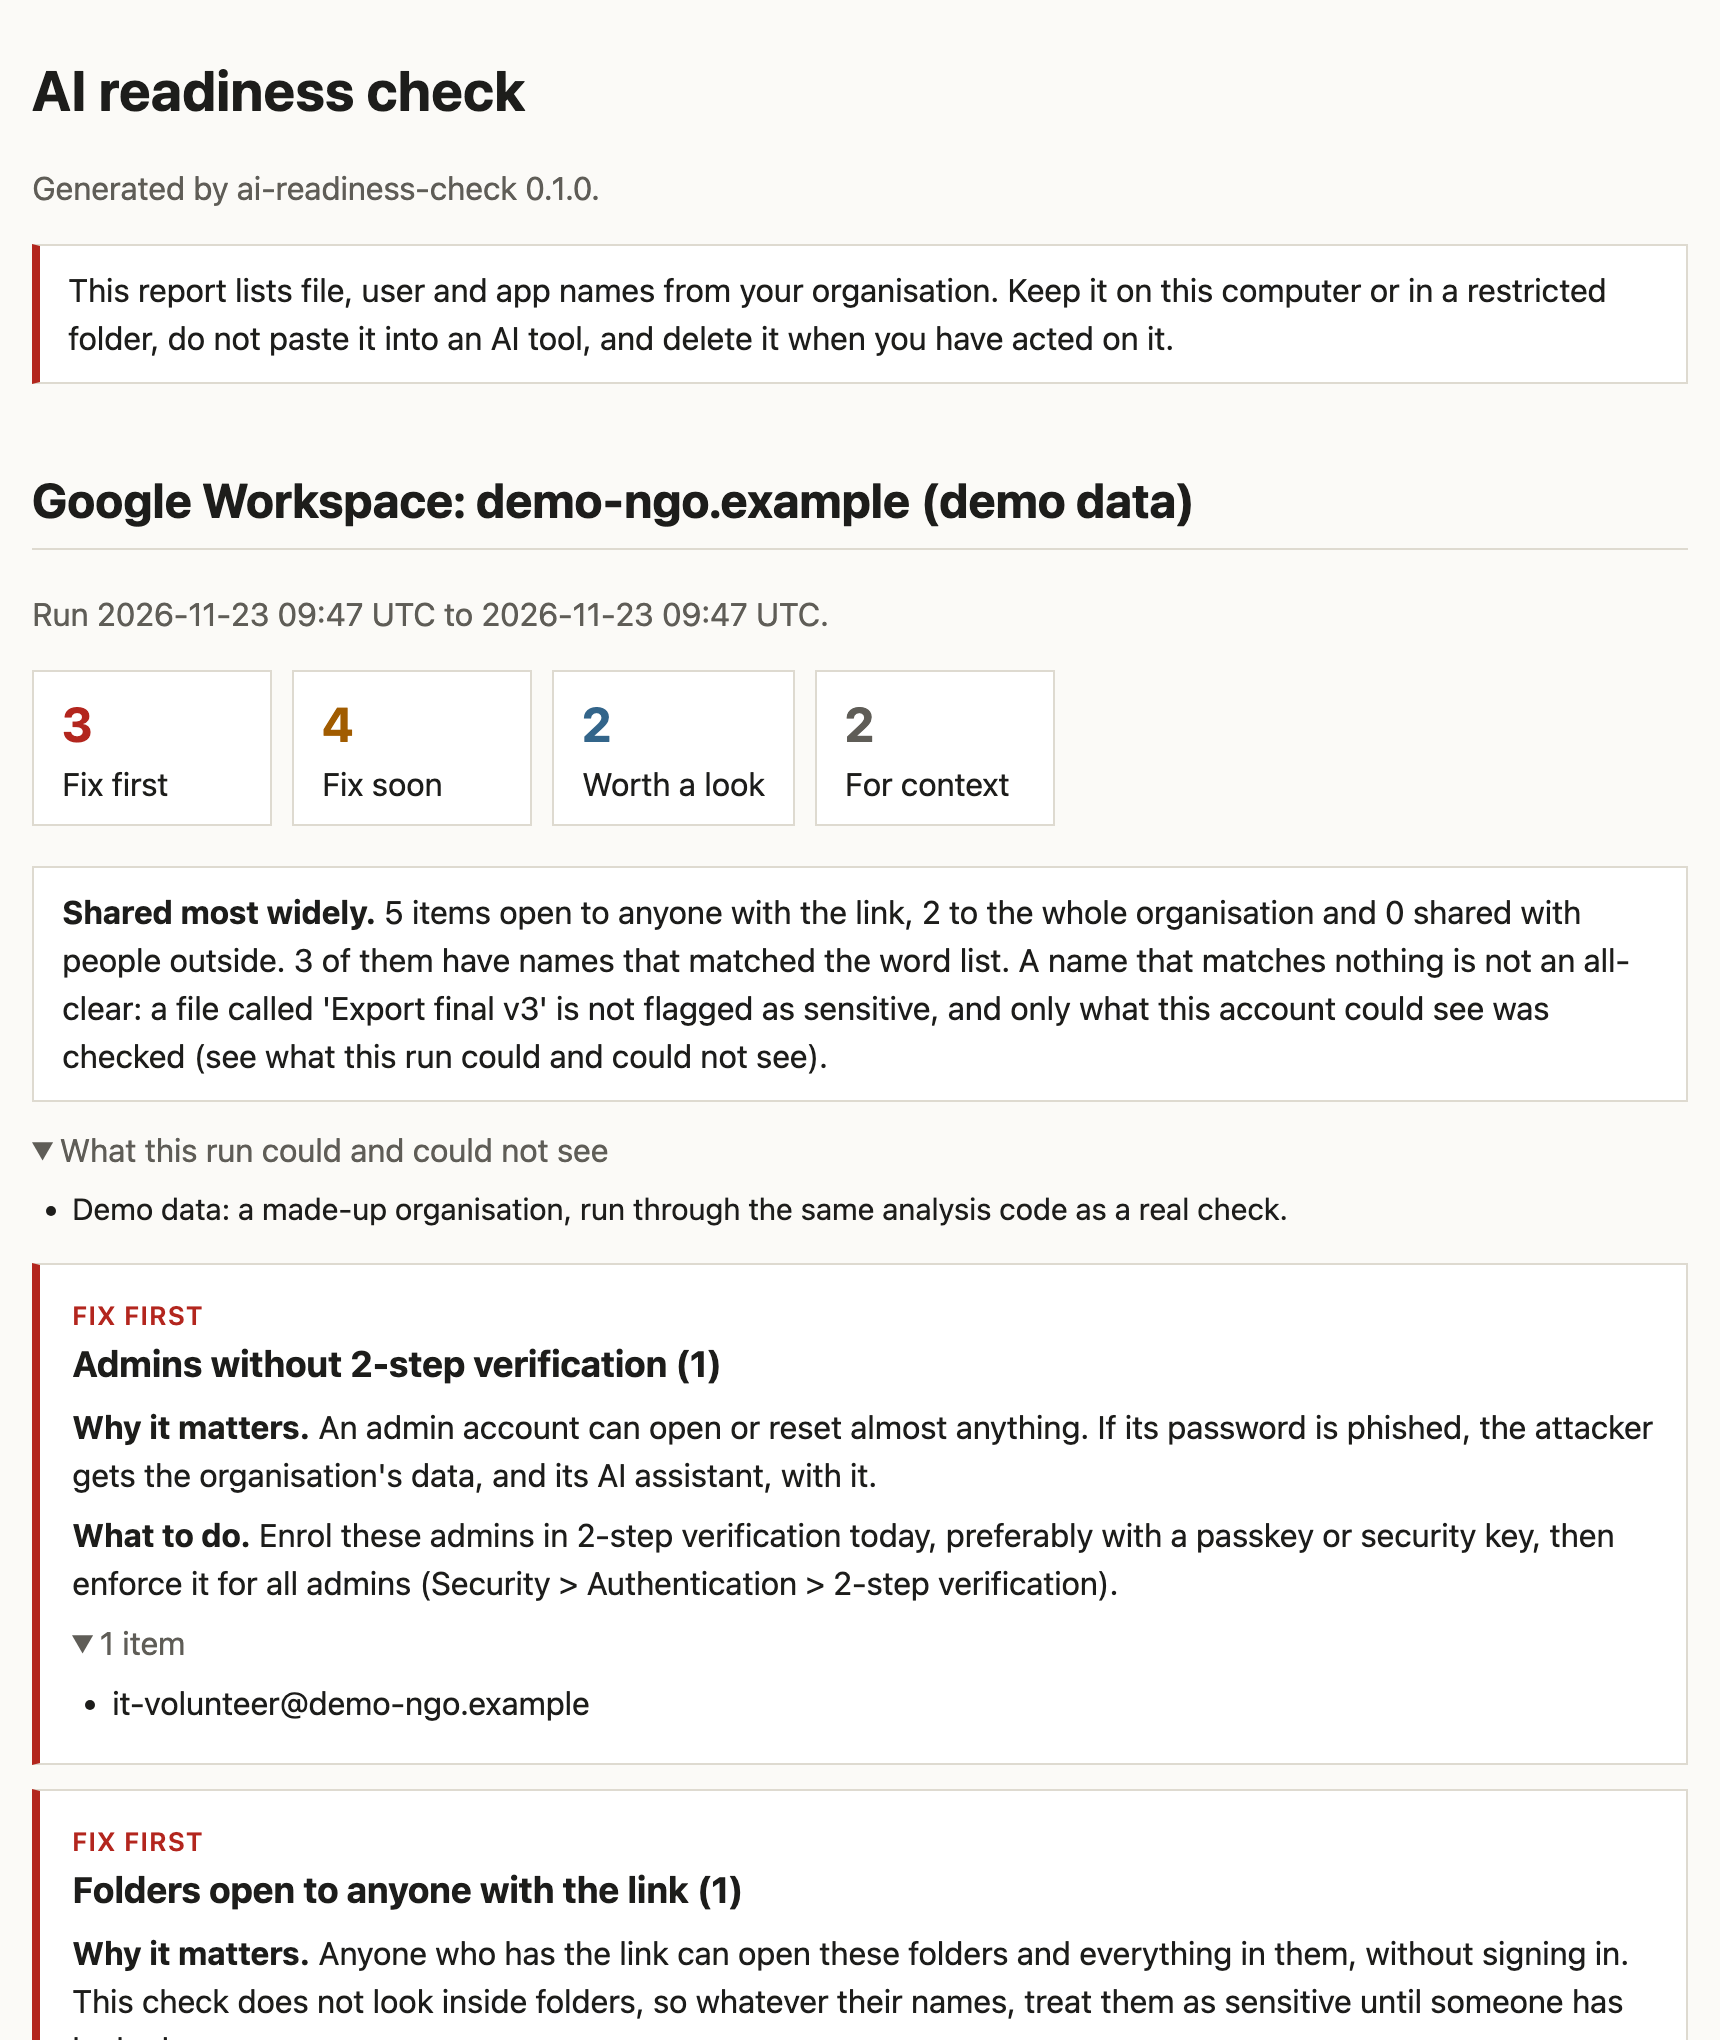 AI readiness check
Generated by ai-readiness-check 0.1.0.
This report lists file, user and app names from your organisation. Keep it on this computer or in a restricted
folder, do not paste it into an AI tool, and delete it when you have acted on it.
Google Workspace: demo-ngo.example (demo data)
Run 2026-11-23 09:47 UTC to 2026-11-23 09:47 UTC.
3
Fix first
4
Fix soon
2
Worth a look
2
For context
Shared most widely. 5 items open to anyone with the link, 2 to the whole organisation and 0 shared with
people outside. 3 of them have names that matched the word list. A name that matches nothing is not an all-
clear: a file called 'Export final v3' is not flagged as sensitive, and only what this account could see was
checked (see what this run could and could not see).
▼ What this run could and could not see
• Demo data: a made-up organisation, run through the same analysis code as a real check.
FIX FIRST
Admins without 2-step verification (1)
Why it matters. An admin account can open or reset almost anything. If its password is phished, the attacker
gets the organisation's data, and its AI assistant, with it.
What to do. Enrol these admins in 2-step verification today, preferably with a passkey or security key, then
enforce it for all admins (Security > Authentication > 2-step verification).
▼ 1 item
• it-volunteer@demo-ngo.example
FIX FIRST
Folders open to anyone with the link (1)
Why it matters. Anyone who has the link can open these folders and everything in them, without signing in.
This check does not look inside folders, so whatever their names, treat them as sensitive until someone has